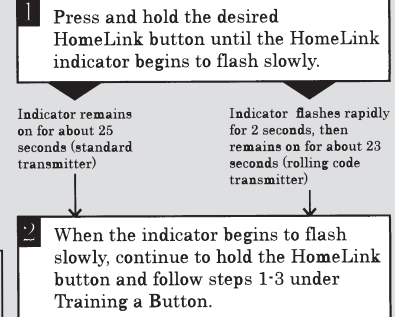 1
Press and hold the desired
HomeLink button until the HomeLink
indicator begins to flash slowly.
Indicator remains
on for about 25
seconds (standard
transmitter)
Indicator flashes rapidly
for 2 seconds, then
remains on for about 23
seconds (rolling code
transmitter)
2
When the indicator begins to flash
slowly, continue to hold the HomeLink
button and follow steps 1-3 under
Training a Button.